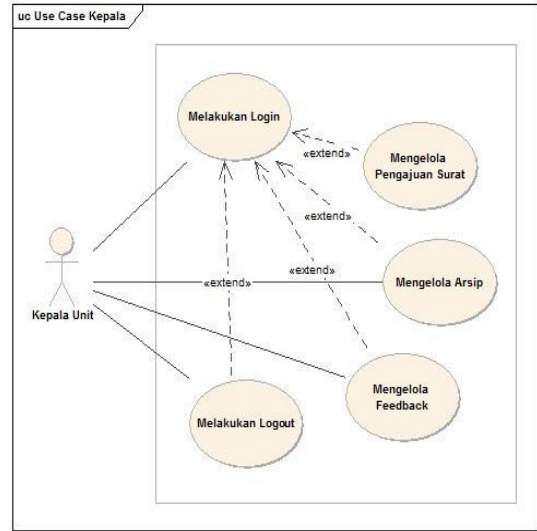 uc Use Case Kepala
Melakukan Login
«extend»
Mengelola
Pengajuan Surat
«extend»
«extend»
«extend»
Mengelola Arsip
Kepala Unit
Mengelola
Feedback
Melakukan Logout